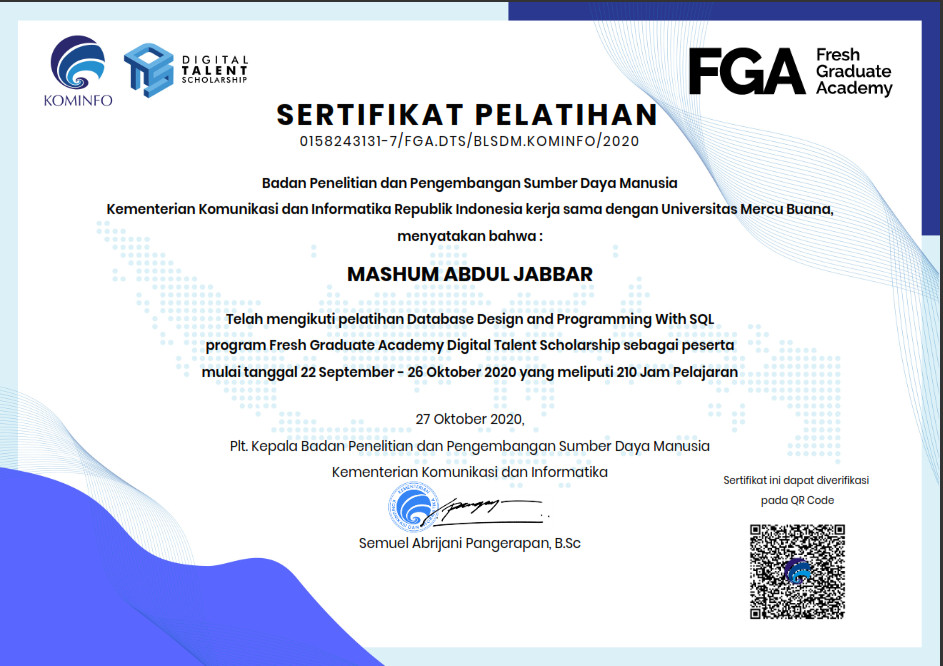 KOMINFO
DIGITAL
TALENT
SCHOLARSHIP
FGA
Fresh
Graduate
Academy
SERTIFIKAT PELATIHAN
0158243131-7/FGA.DTS/BLSDM.KOMINFO/2020
Badan Penelitian dan Pengembangan Sumber Daya Manusia
Kementerian Komunikasi dan Informatika Republik Indonesia kerja sama dengan Universitas Mercu Buana,
menyatakan bahwa :
MASHUM ABDUL JABBAR
Telah mengikuti pelatihan Database Design and Programming With SQL
program Fresh Graduate Academy Digital Talent Scholarship sebagai peserta
mulai tanggal 22 September - 26 Oktober 2020 yang meliputi 210 Jam Pelajaran
27 Oktober 2020,
Plt. Kepala Badan Penelitian dan Pengembangan Sumber Daya Manusia
Kementerian Komunikasi dan Informatika
Semuel Abrijani Pangerapan, B.Sc
Sertifikat ini dapat diverifikasi
pada QR Code